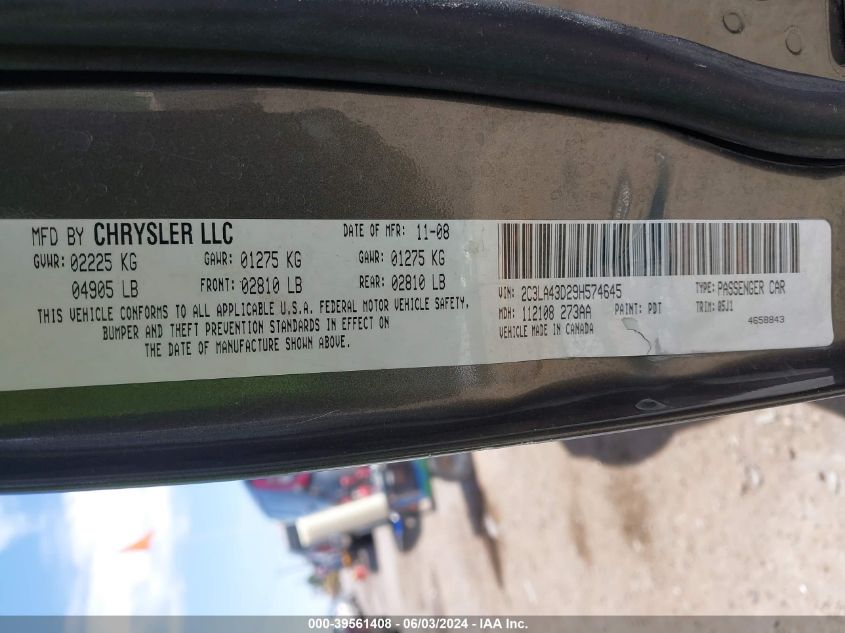 MFD BY CHRYSLER LLC DATE OF MFR: 11-08
GVWR: 02225 KG GAWR: 01275 KG GAWR: 01275 KG
04905 LB FRONT: 02810 LB REAR: 02810 LB
THIS VEHICLE CONFORMS TO ALL APPLICABLE U.S.A. FEDERAL MOTOR VEHICLE SAFETY,
BUMPER AND THEFT PREVENTION STANDARDS IN EFFECT ON
THE DATE OF MANUFACTURE SHOWN ABOVE.
VIN: 2C3LA43D29H574645 TYPE: PASSENGER CAR
MDH: 112108 273AA PAINT: PDT TRIM: 05J1
VEHICLE MADE IN CANADA 4658843
000-39561408 - 06/03/2024 - IAA Inc.